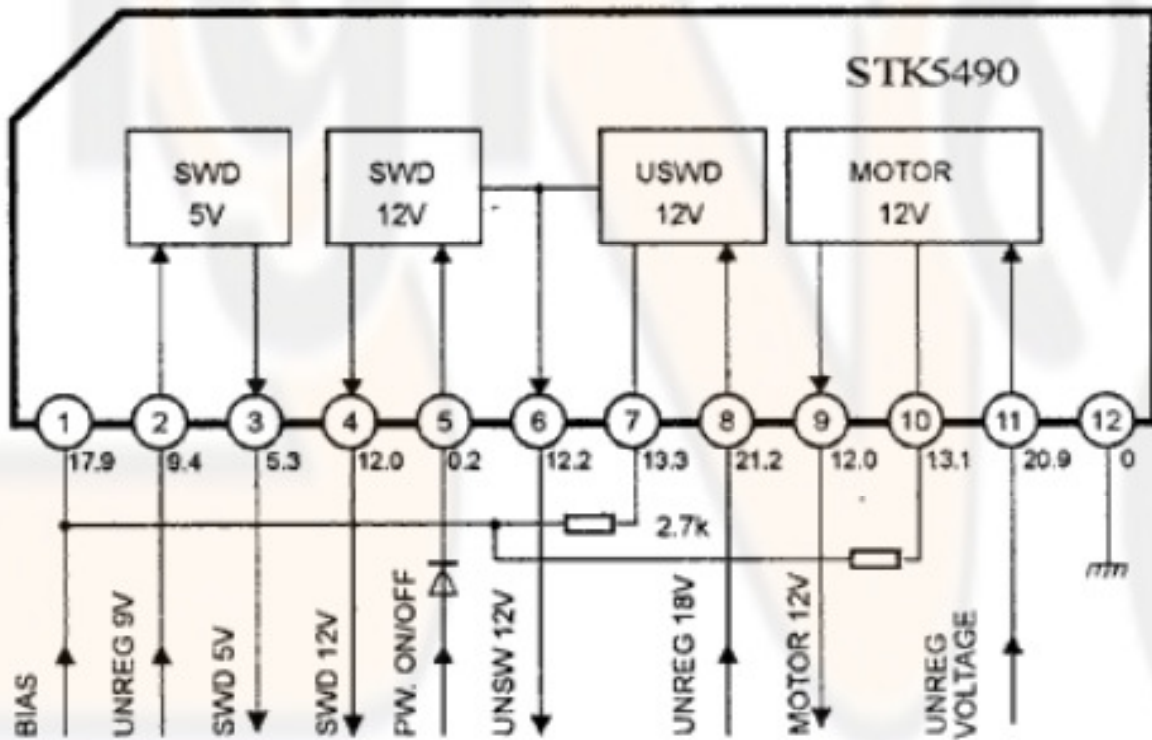 STK5490
SWD
5V
SWD
12V
USWD
12V
MOTOR
12V
1
2
3
4
5
6
7
8
9
10
11
12
17.9
9.4
5.3
12.0
0.2
12.2
13.3
21.2
12.0
13.1
20.9
0
2.7k
BIAS
UNREG 9V
SWD 5V
SWD 12V
PW. ON/OFF
UNSW 12V
UNREG 18V
MOTOR 12V
UNREG
VOLTAGE